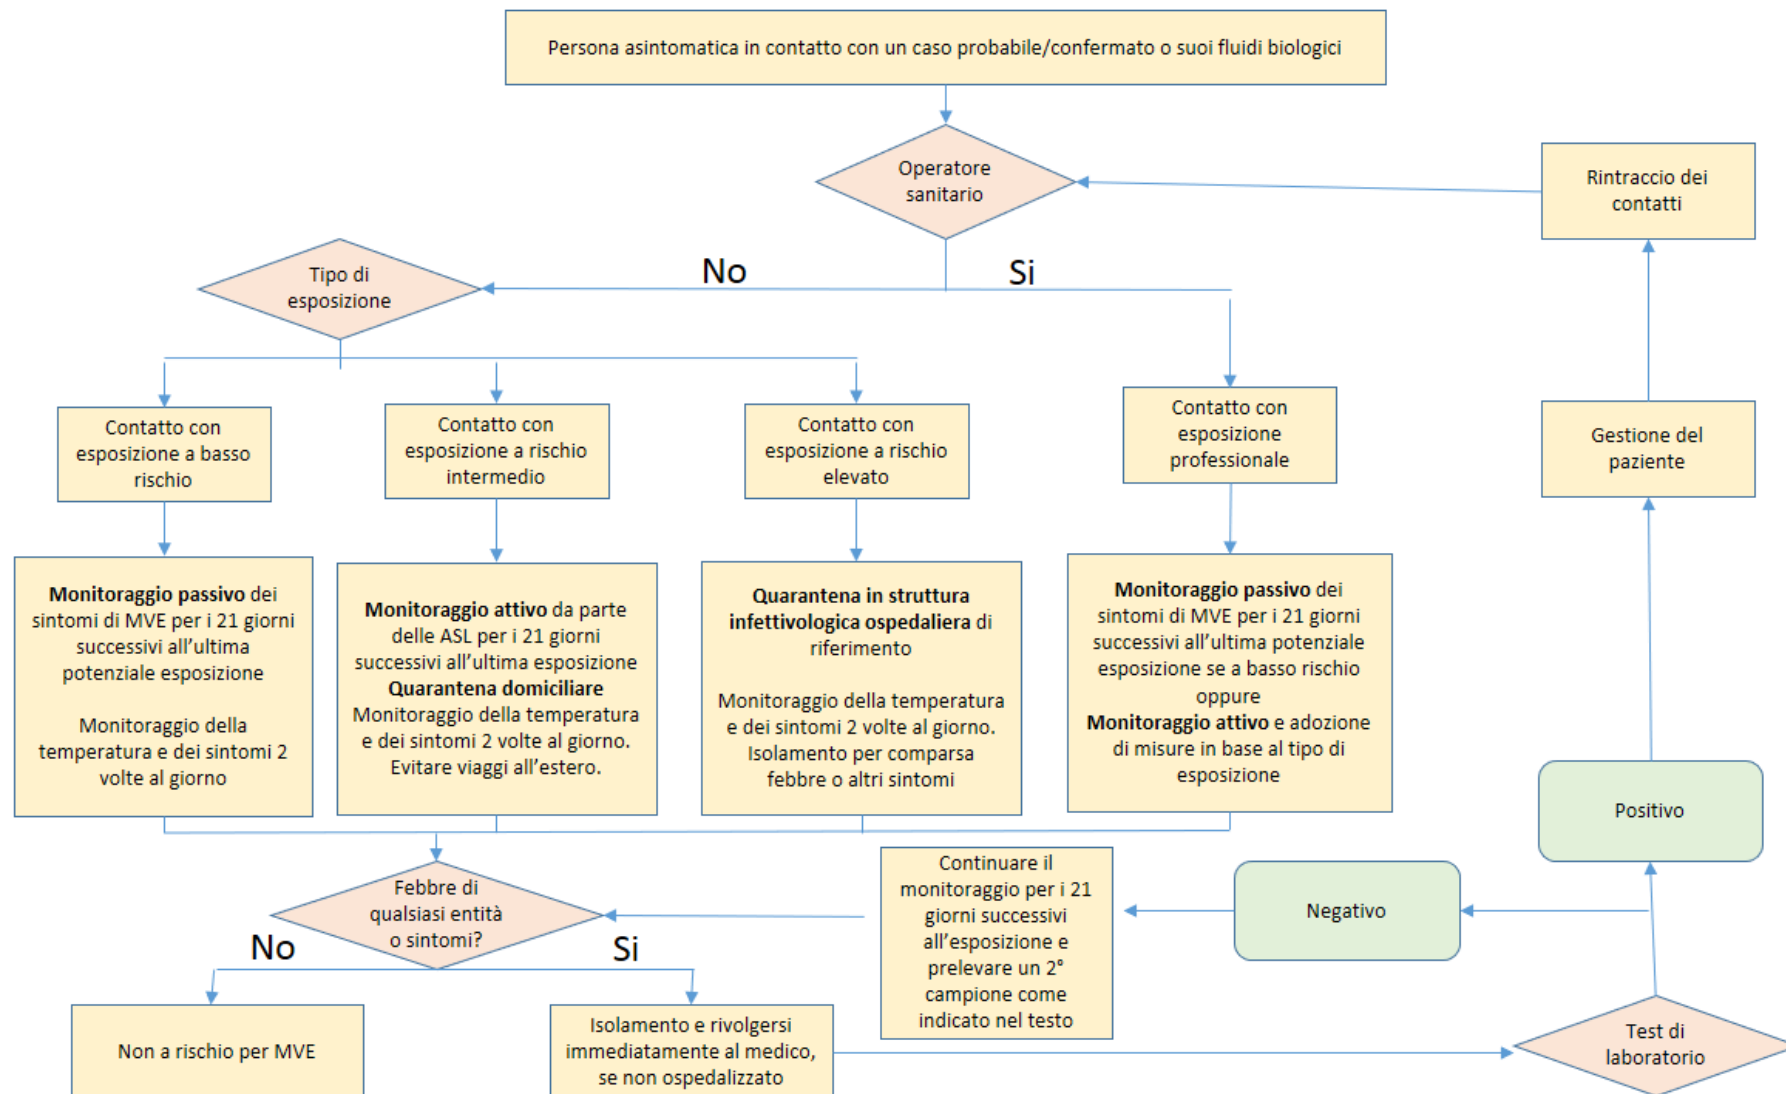 Persona asintomatica in contatto con un caso probabile/confermato o suoi fluidi biologici
Operatore
sanitario
Rintraccio dei
contatti
Tipo di
esposizione
No
Si
Contatto con
esposizione a basso
rischio
Contatto con
esposizione a rischio
intermedio
Contatto con
esposizione a rischio
elevato
Contatto con
esposizione
professionale
Gestione del
paziente
Monitoraggio passivo dei
sintomi di MVE per i 21 giorni
successivi all’ultima
potenziale esposizione
Monitoraggio della
temperatura e dei sintomi 2
volte al giorno
Monitoraggio attivo da parte
delle ASL per i 21 giorni
successivi all’ultima esposizione
Quarantena domiciliare
Monitoraggio della temperatura
e dei sintomi 2 volte al giorno.
Evitare viaggi all’estero.
Quarantena in struttura
infettivologica ospedaliera di
riferimento
Monitoraggio della temperatura
e dei sintomi 2 volte al giorno.
Isolamento per comparsa
febbre o altri sintomi
Monitoraggio passivo dei
sintomi di MVE per i 21 giorni
successivi all’ultima potenziale
esposizione se a basso rischio
oppure
Monitoraggio attivo e adozione
di misure in base al tipo di
esposizione
Positivo
Febbre di
qualsiasi entità
o sintomi?
Continuare il
monitoraggio per i 21
giorni successivi
all’esposizione e
prelevare un 2°
campione come
indicato nel testo
Negativo
No
Si
Non a rischio per MVE
Isolamento e rivolgersi
immediatamente al medico,
se non ospedalizzato
Test di
laboratorio